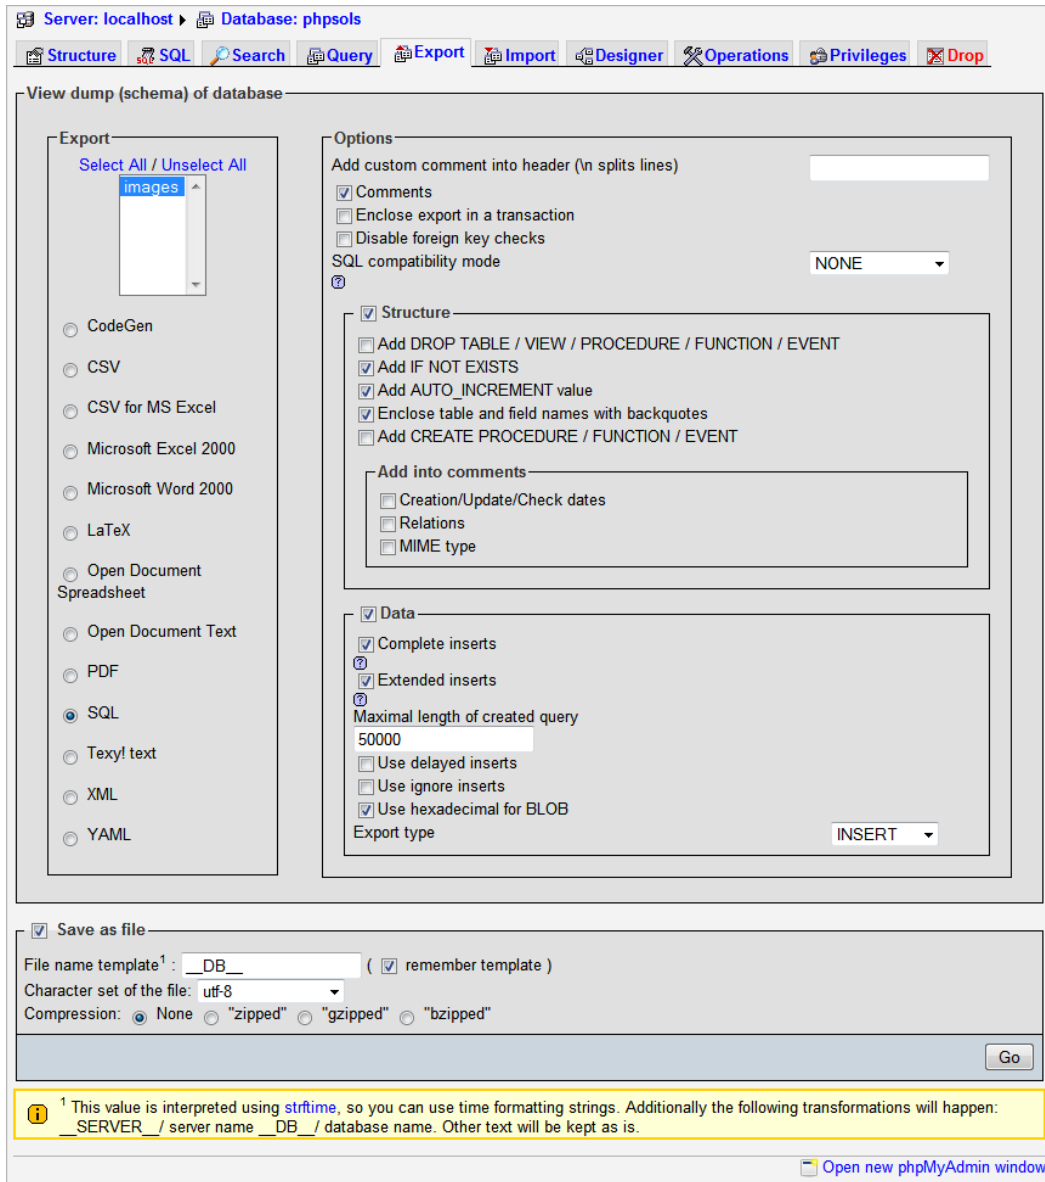 Server: localhost Database: phpsols
Structure SQL Search Query Export Import Designer Operations Privileges Drop
View dump (schema) of database
Export
Select All / Unselect All
images
CodeGen
CSV
CSV for MS Excel
Microsoft Excel 2000
Microsoft Word 2000
LaTeX
Open Document
Spreadsheet
Open Document Text
PDF
SQL
Texy! text
XML
YAML
Options
Add custom comment into header (\n splits lines)
Comments
Enclose export in a transaction
Disable foreign key checks
SQL compatibility mode NONE
?
Structure
Add DROP TABLE / VIEW / PROCEDURE / FUNCTION / EVENT
Add IF NOT EXISTS
Add AUTO_INCREMENT value
Enclose table and field names with backquotes
Add CREATE PROCEDURE / FUNCTION / EVENT
Add into comments
Creation/Update/Check dates
Relations
MIME type
Data
Complete inserts
?
Extended inserts
?
Maximal length of created query
50000
Use delayed inserts
Use ignore inserts
Use hexadecimal for BLOB
Export type INSERT
Save as file
File name template1 : __DB__ ( remember template )
Character set of the file: utf-8
Compression: None "zipped" "gzipped" "bzipped"
Go
1 This value is interpreted using strftime, so you can use time formatting strings. Additionally the following transformations will happen:
__SERVER__/ server name __DB__/ database name. Other text will be kept as is.
Open new phpMyAdmin window